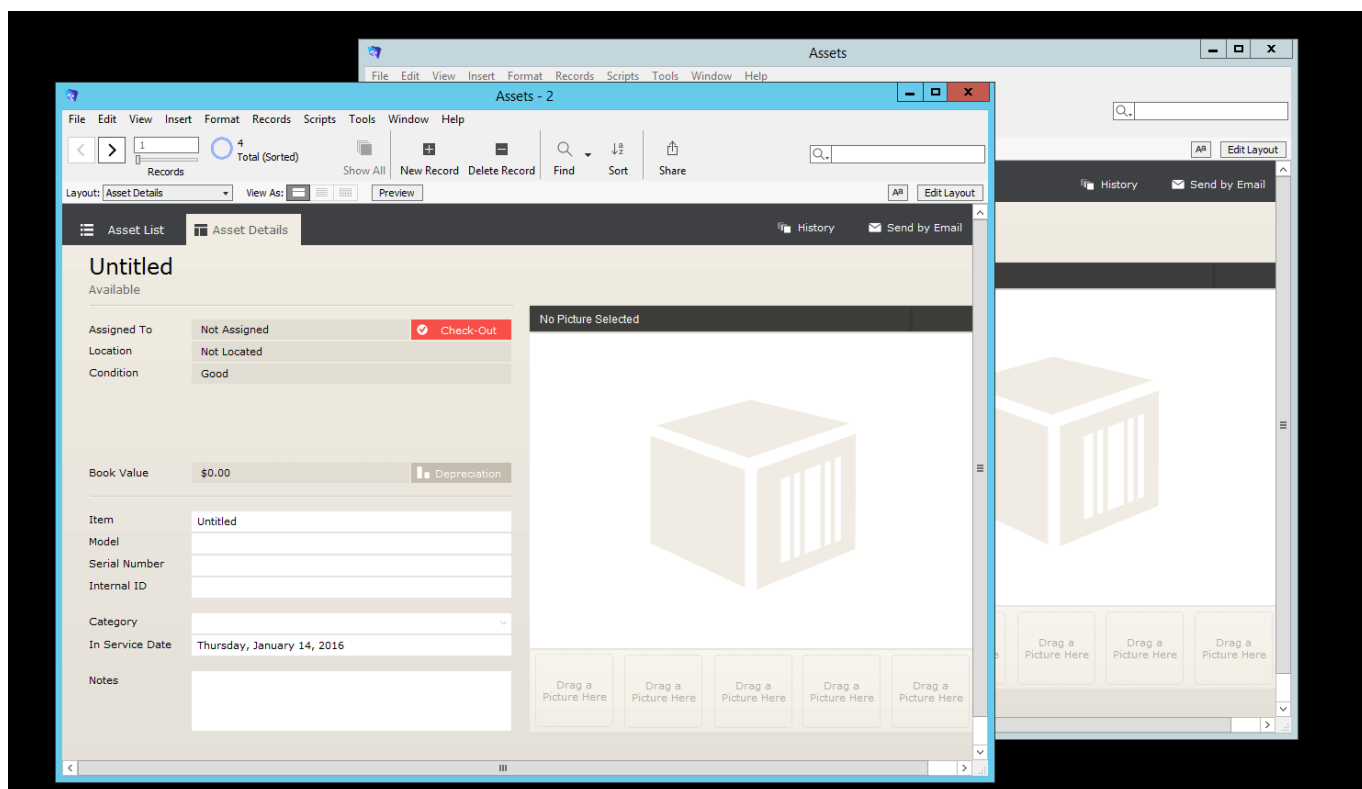 Assets
File Edit View Insert Format Records Scripts Tools Window Help
Aa Edit Layout
History Send by Email
Drag a Picture Here
Drag a Picture Here
Drag a Picture Here
Assets - 2
File Edit View Insert Format Records Scripts Tools Window Help
1
4
Total (Sorted)
Records
Show All New Record Delete Record Find Sort Share
Layout: Asset Details View As: Preview Aa Edit Layout
Asset List Asset Details History Send by Email
Untitled
Available
Assigned To Not Assigned Check-Out
Location Not Located
Condition Good
Book Value $0.00 Depreciation
Item Untitled
Model
Serial Number
Internal ID
Category
In Service Date Thursday, January 14, 2016
Notes
No Picture Selected
Drag a Picture Here
Drag a Picture Here
Drag a Picture Here
Drag a Picture Here
Drag a Picture Here